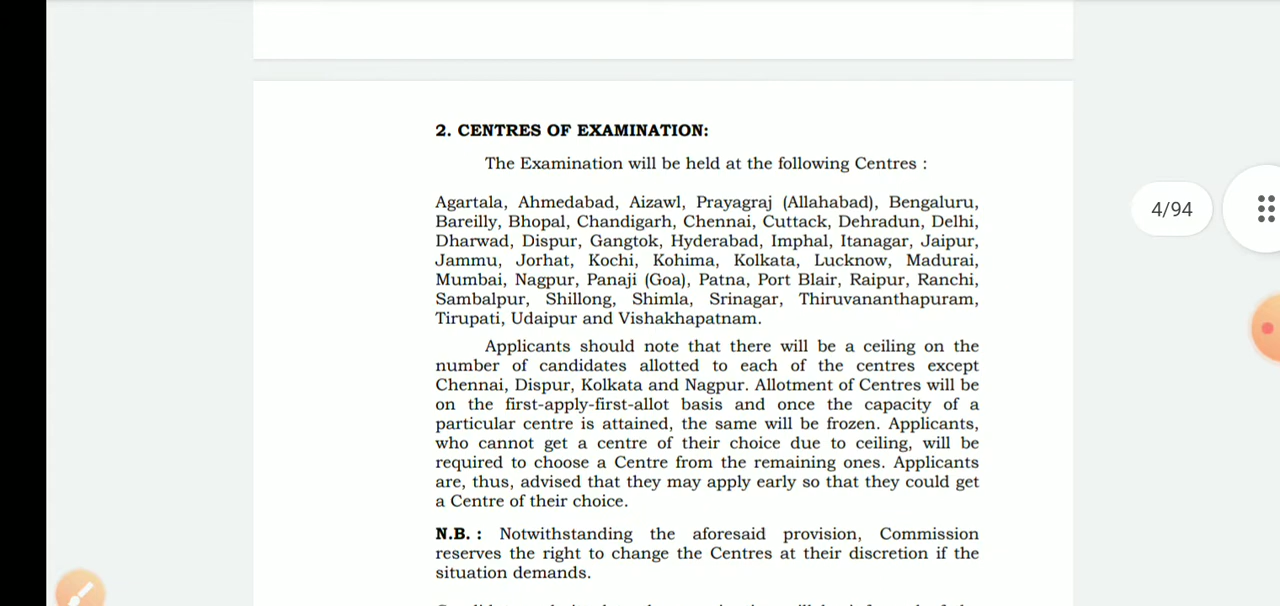 2. CENTRES OF EXAMINATION:
The Examination will be held at the following Centres :
Agartala, Ahmedabad, Aizawl, Prayagraj (Allahabad), Bengaluru,
Bareilly, Bhopal, Chandigarh, Chennai, Cuttack, Dehradun, Delhi,
Dharwad, Dispur, Gangtok, Hyderabad, Imphal, Itanagar, Jaipur,
Jammu, Jorhat, Kochi, Kohima, Kolkata, Lucknow, Madurai,
Mumbai, Nagpur, Panaji (Goa), Patna, Port Blair, Raipur, Ranchi,
Sambalpur, Shillong, Shimla, Srinagar, Thiruvananthapuram,
Tirupati, Udaipur and Vishakhapatnam.
Applicants should note that there will be a ceiling on the
number of candidates allotted to each of the centres except
Chennai, Dispur, Kolkata and Nagpur. Allotment of Centres will be
on the first-apply-first-allot basis and once the capacity of a
particular centre is attained, the same will be frozen. Applicants,
who cannot get a centre of their choice due to ceiling, will be
required to choose a Centre from the remaining ones. Applicants
are, thus, advised that they may apply early so that they could get
a Centre of their choice.
N.B. : Notwithstanding the aforesaid provision, Commission
reserves the right to change the Centres at their discretion if the
situation demands.
4/94